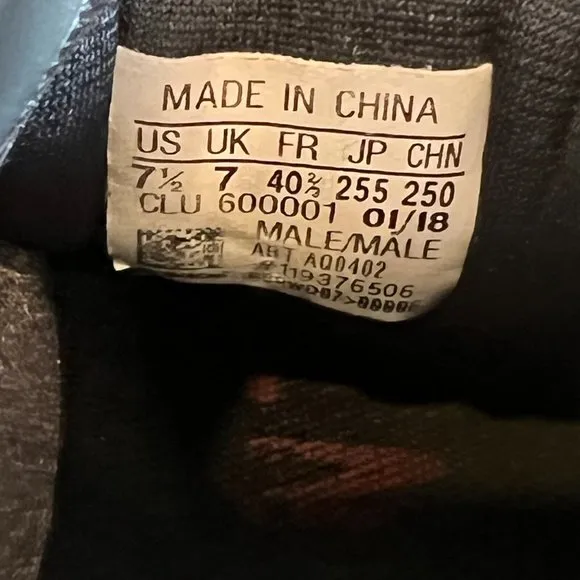 MADE IN CHINA
US UK FR JP CHN
7½ 7 40⅔ 255 250
CLU 600001 01/18
MALE/MALE
ART AQ0402
119376506